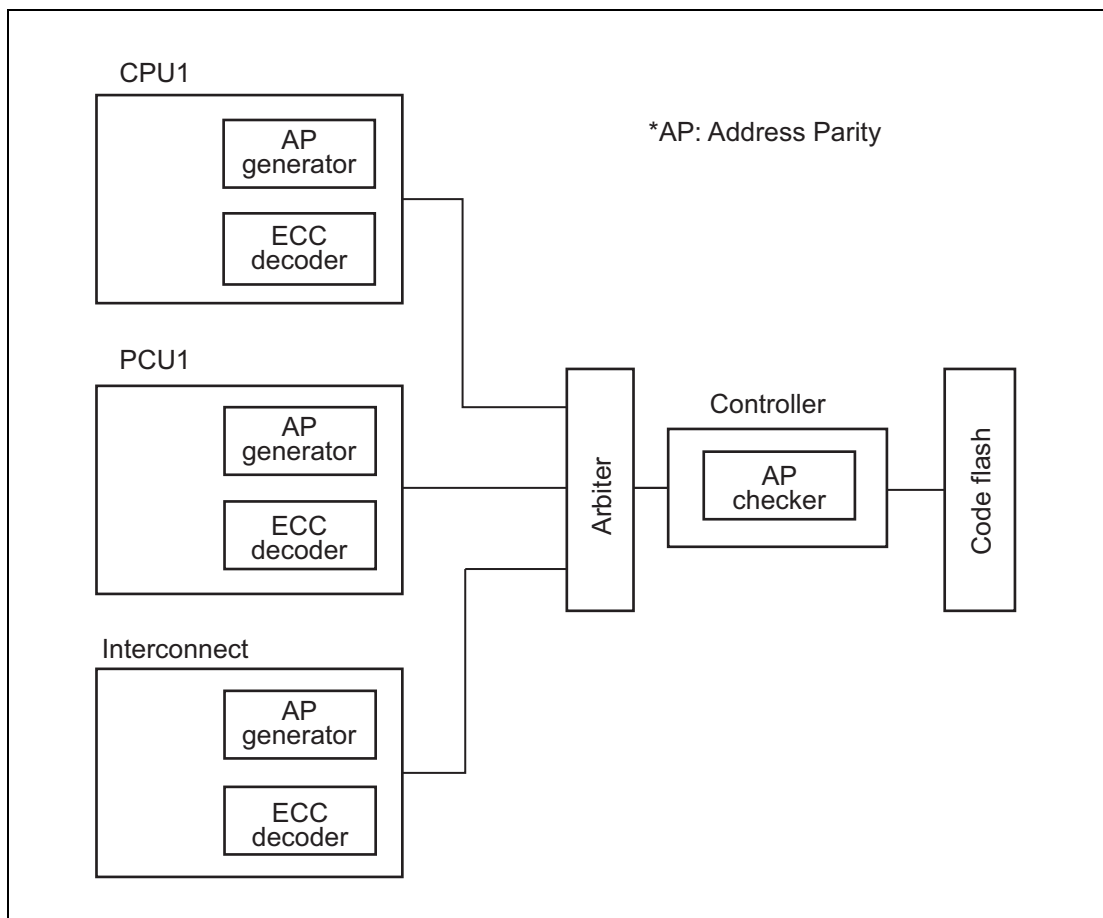 CPU1
AP
generator
ECC
decoder
*AP: Address Parity
PCU1
AP
generator
ECC
decoder
Interconnect
AP
generator
ECC
decoder
Arbiter
Controller
AP
checker
Code flash